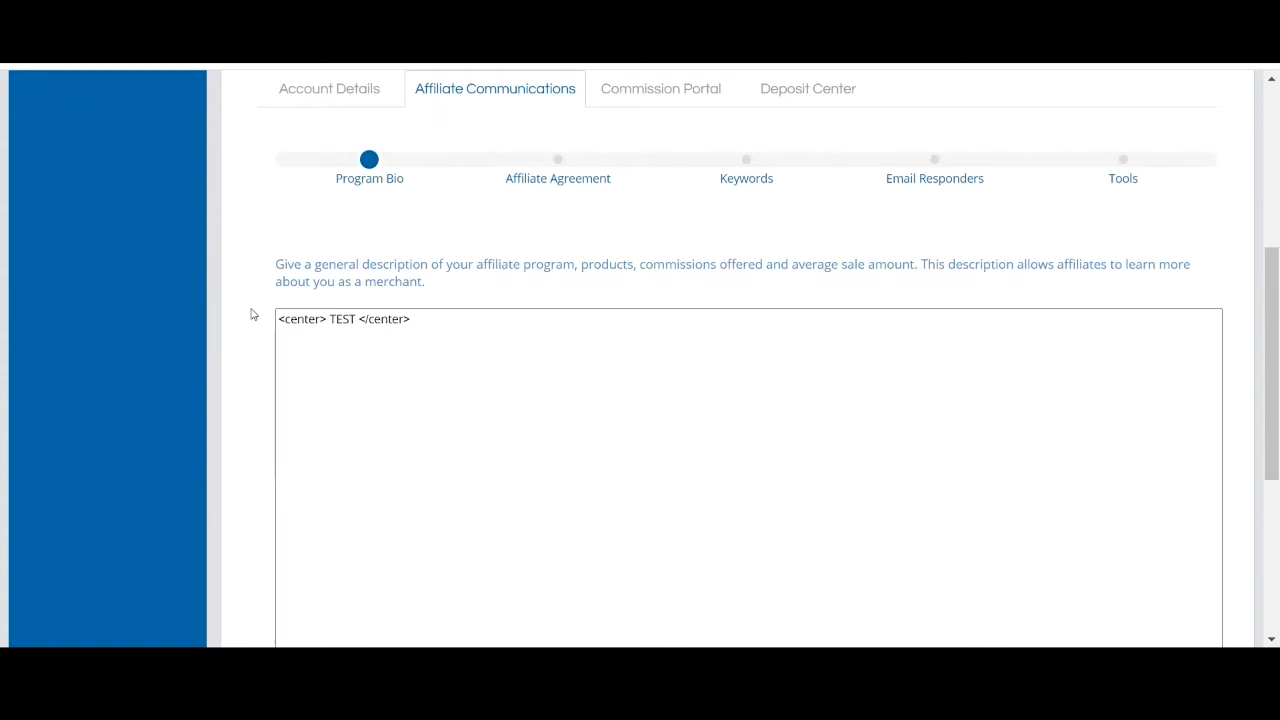 Account Details
Affiliate Communications
Commission Portal
Deposit Center
Program Bio
Affiliate Agreement
Keywords
Email Responders
Tools
Give a general description of your affiliate program, products, commissions offered and average sale amount. This description allows affiliates to learn more
about you as a merchant.
<center> TEST </center>